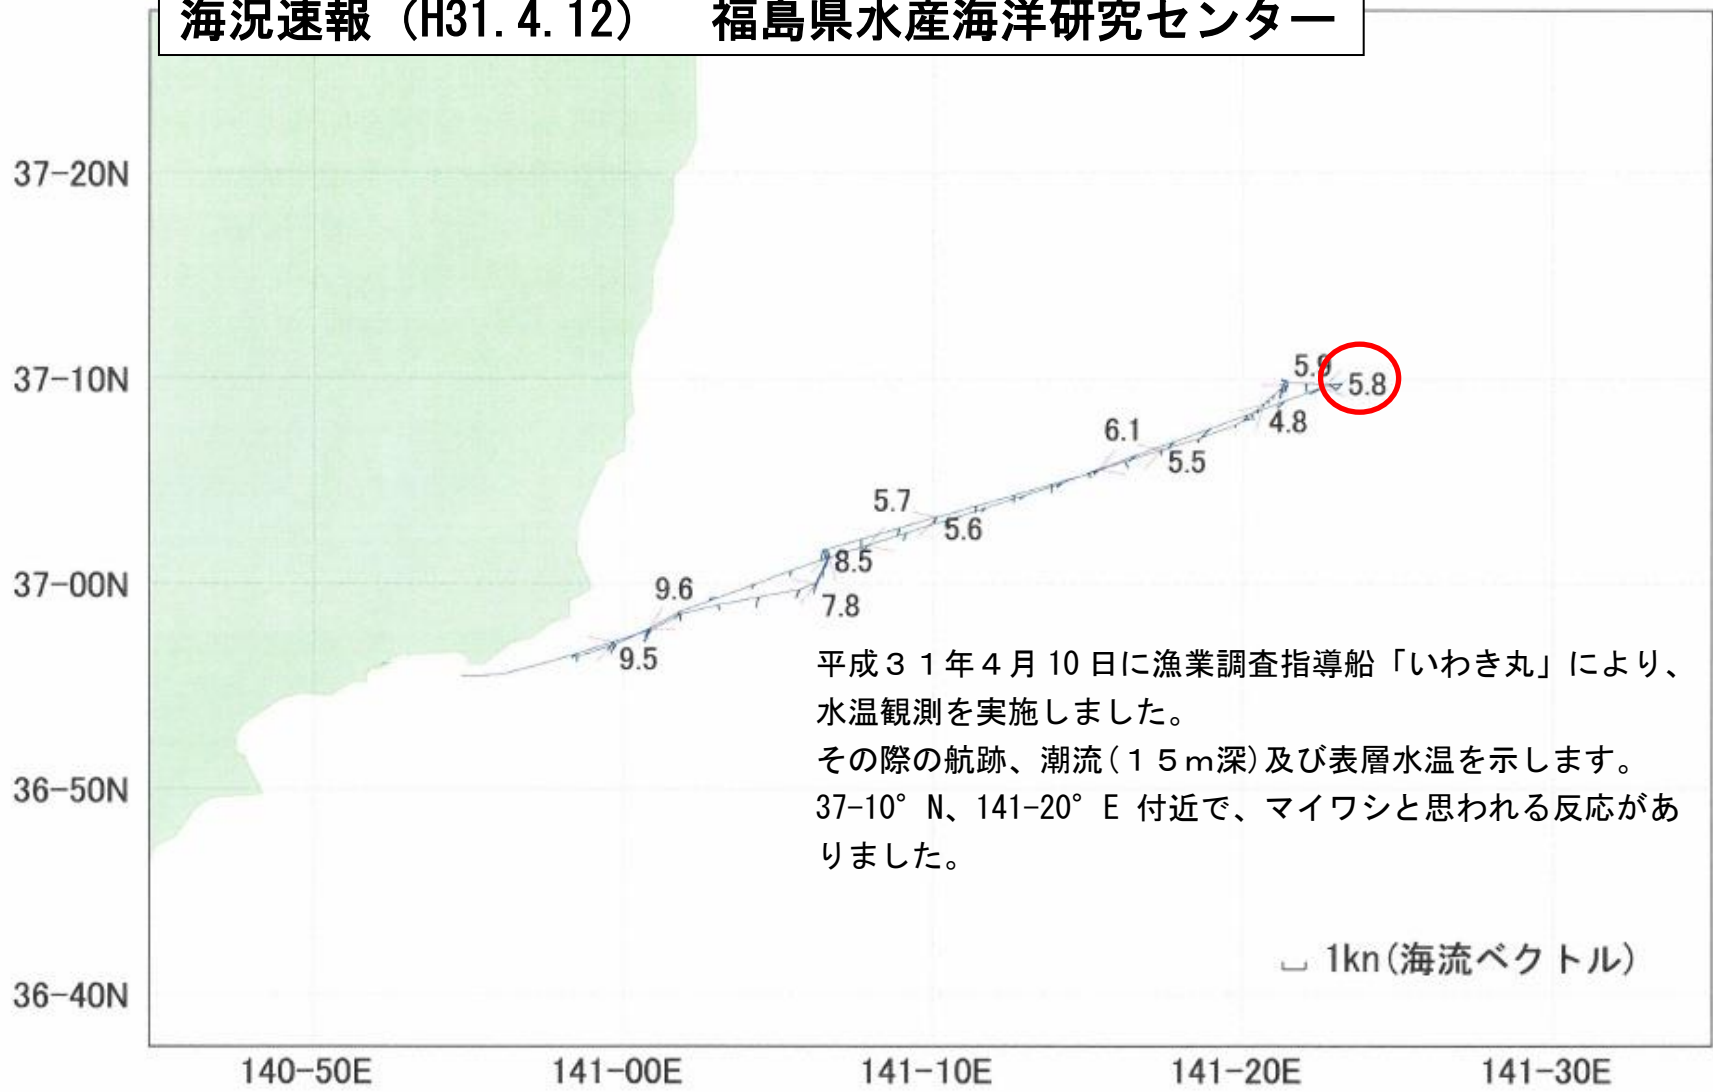 海況速報（H31.4.12）　福島県水産海洋研究センター
37-20N
37-10N
5.9
5.8
4.8
6.1
5.5
5.7
5.6
8.5
37-00N
9.6
7.8
9.5
平成３１年４月10日に漁業調査指導船「いわき丸」により、
水温観測を実施しました。
その際の航跡、潮流(１５ｍ深)及び表層水温を示します。
36-50N
37-10°N、141-20°E 付近で、マイワシと思われる反応があ
りました。
1kn(海流ベクトル)
36-40N
140-50E 141-00E 141-10E 141-20E 141-30E